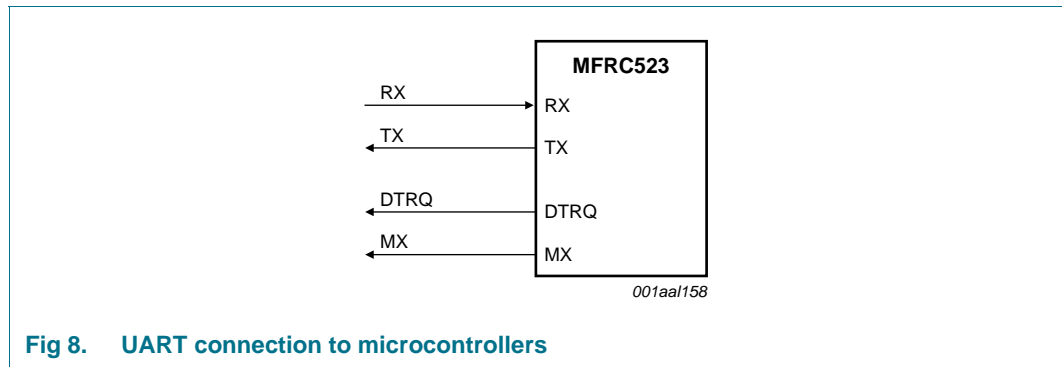 MFRC523
RX
RX
TX
TX
DTRQ
DTRQ
MX
MX
001aal158
Fig 8. UART connection to microcontrollers